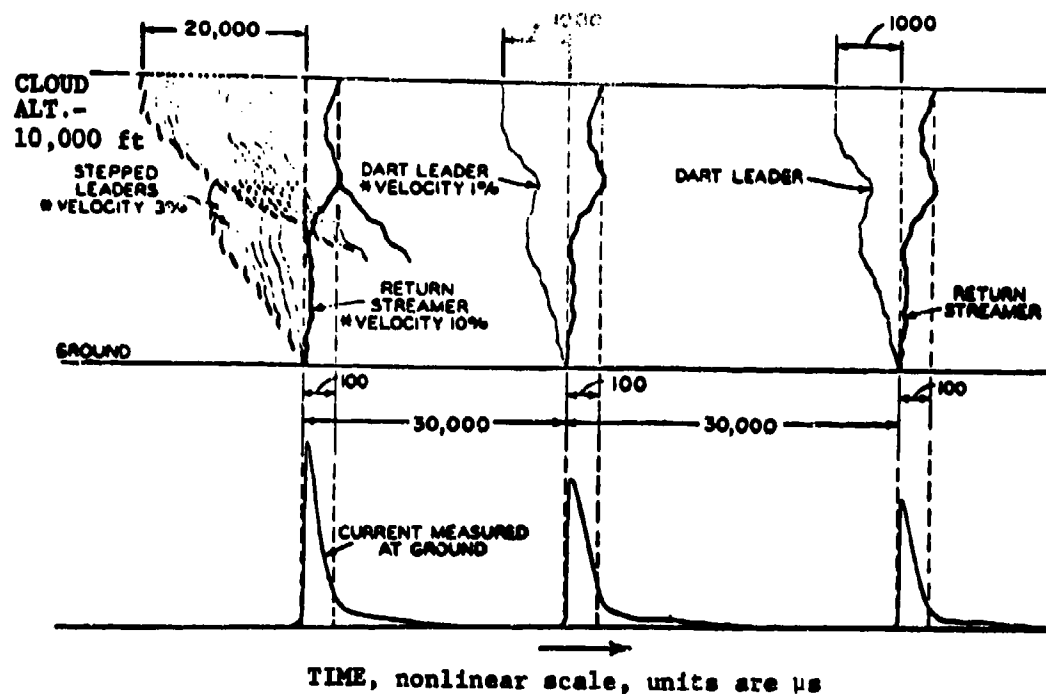 20,000
1000
1000
CLOUD
ALT.-
10,000 ft
STEPPED
LEADERS
*VELOCITY 3%
DART LEADER
*VELOCITY 1%
DART LEADER
RETURN
STREAMER
*VELOCITY 10%
RETURN
STREAMER
GROUND
100
100
100
30,000
30,000
CURRENT MEASURED
AT GROUND
TIME, nonlinear scale, units are µs